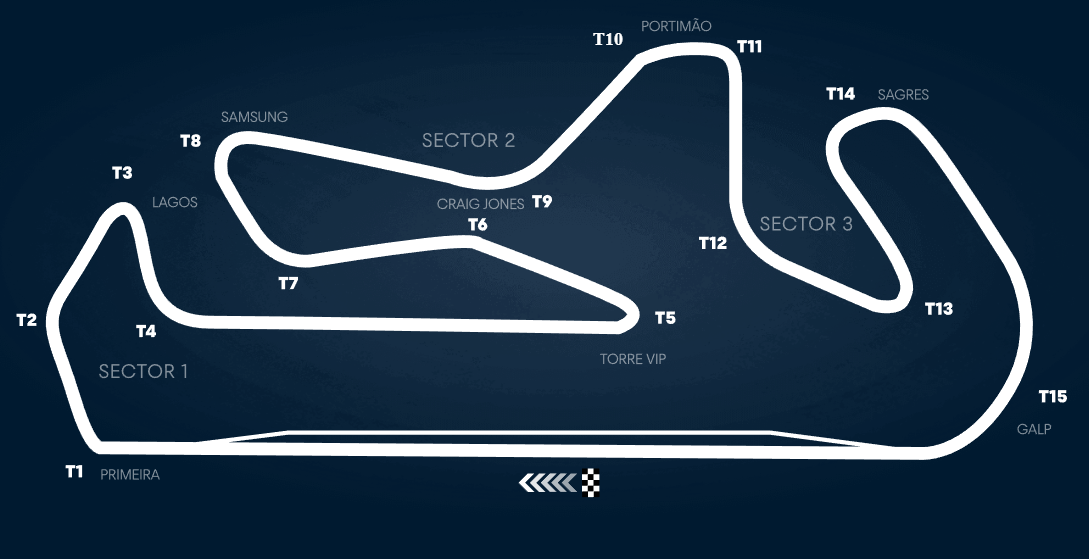 PORTIMÃO
T10
T11
T14
SAGRES
SAMSUNG
T8
SECTOR 2
T3
LAGOS
CRAIG JONES
T9
T6
SECTOR 3
T12
T7
T13
T2
T4
T5
TORRE VIP
SECTOR 1
T15
GALP
T1
PRIMEIRA